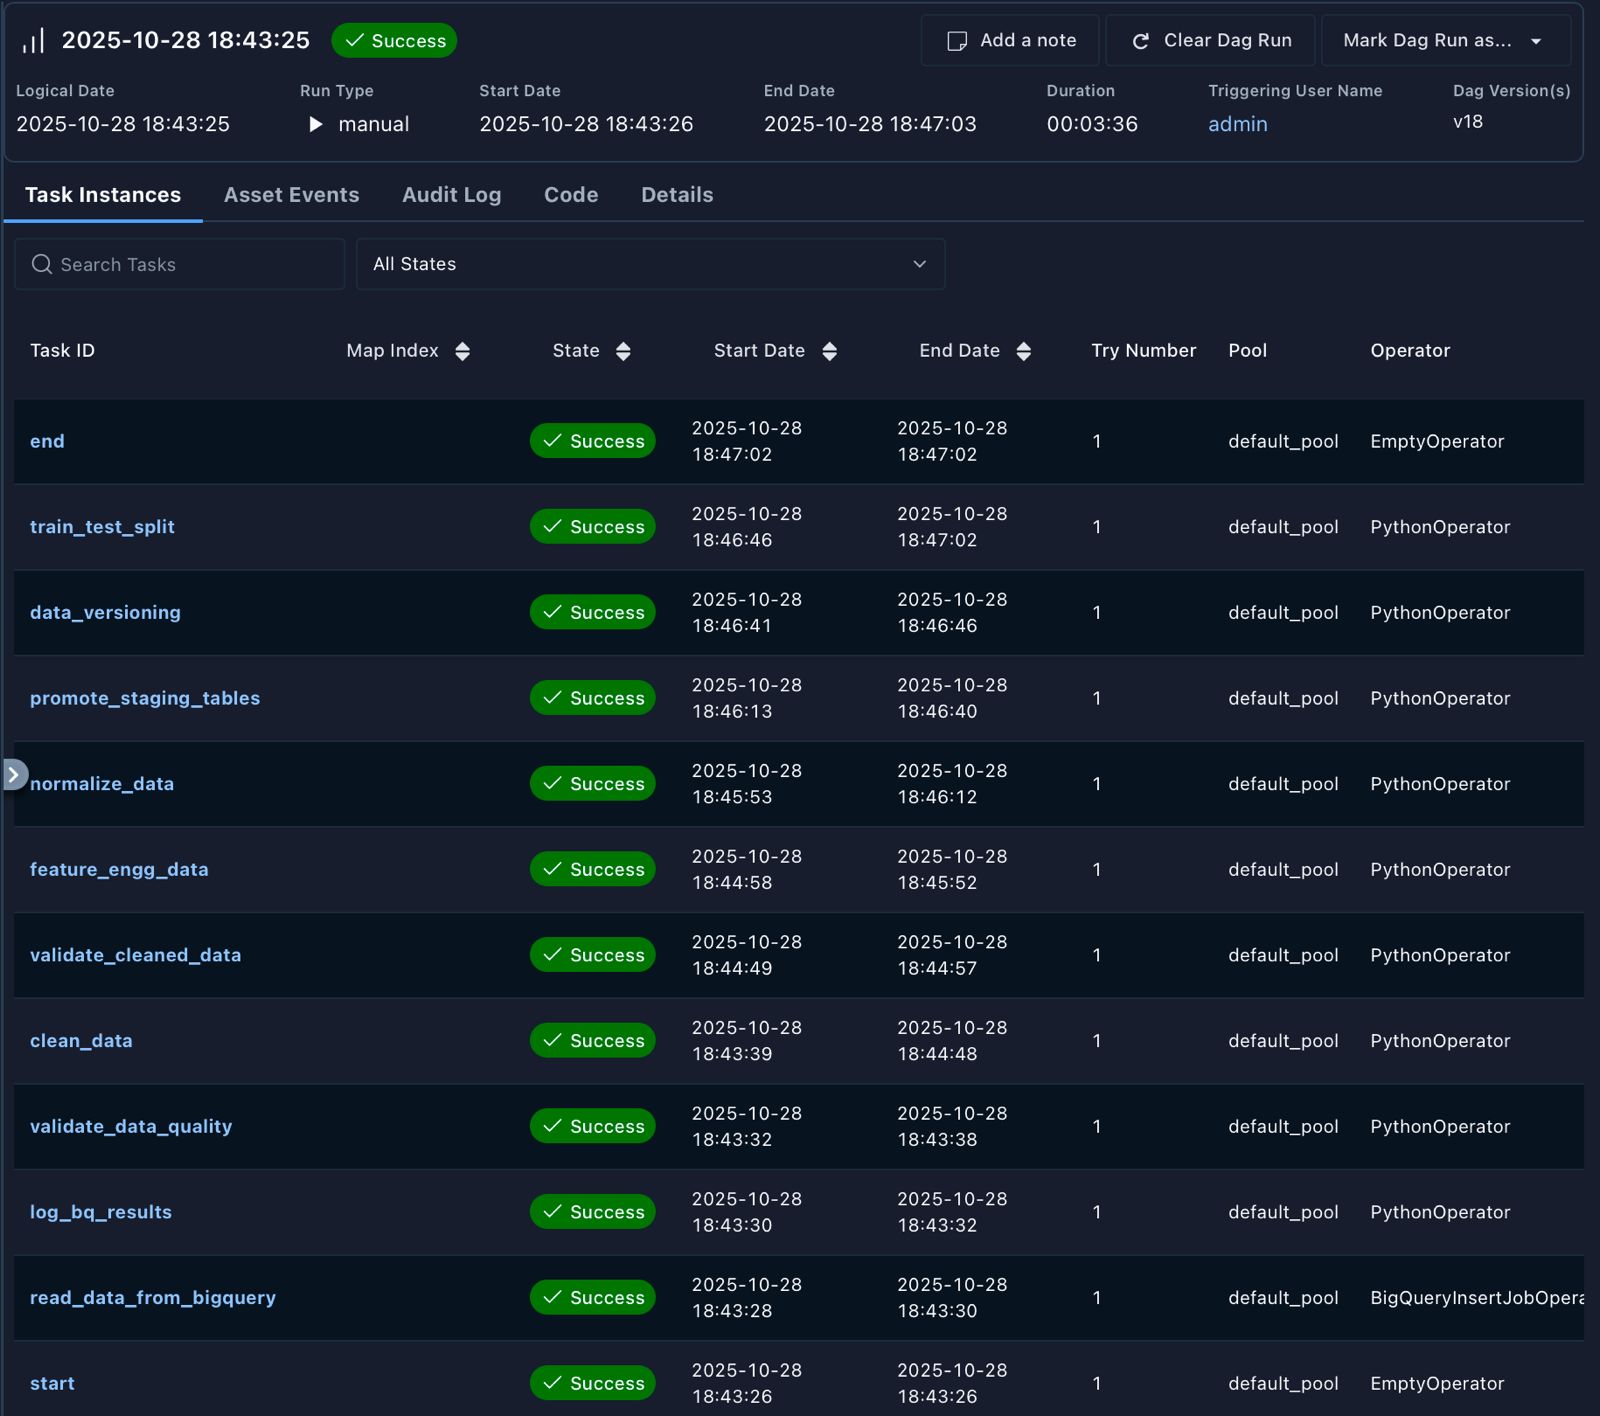 2025-10-28 18:43:25 Success Add a note Clear Dag Run Mark Dag Run as...
Logical Date Run Type Start Date End Date Duration Triggering User Name Dag Version(s)
2025-10-28 18:43:25 manual 2025-10-28 18:43:26 2025-10-28 18:47:03 00:03:36 admin v18
Task Instances Asset Events Audit Log Code Details
Search Tasks All States
Task ID Map Index State Start Date End Date Try Number Pool Operator
end Success 2025-10-28 18:47:02 2025-10-28 18:47:02 1 default_pool EmptyOperator
train_test_split Success 2025-10-28 18:46:46 2025-10-28 18:47:02 1 default_pool PythonOperator
data_versioning Success 2025-10-28 18:46:41 2025-10-28 18:46:46 1 default_pool PythonOperator
promote_staging_tables Success 2025-10-28 18:46:13 2025-10-28 18:46:40 1 default_pool PythonOperator
normalize_data Success 2025-10-28 18:45:53 2025-10-28 18:46:12 1 default_pool PythonOperator
feature_engg_data Success 2025-10-28 18:44:58 2025-10-28 18:45:52 1 default_pool PythonOperator
validate_cleaned_data Success 2025-10-28 18:44:49 2025-10-28 18:44:57 1 default_pool PythonOperator
clean_data Success 2025-10-28 18:43:39 2025-10-28 18:44:48 1 default_pool PythonOperator
validate_data_quality Success 2025-10-28 18:43:32 2025-10-28 18:43:38 1 default_pool PythonOperator
log_bq_results Success 2025-10-28 18:43:30 2025-10-28 18:43:32 1 default_pool PythonOperator
read_data_from_bigquery Success 2025-10-28 18:43:28 2025-10-28 18:43:30 1 default_pool BigQueryInsertJobOpera
start Success 2025-10-28 18:43:26 2025-10-28 18:43:26 1 default_pool EmptyOperator